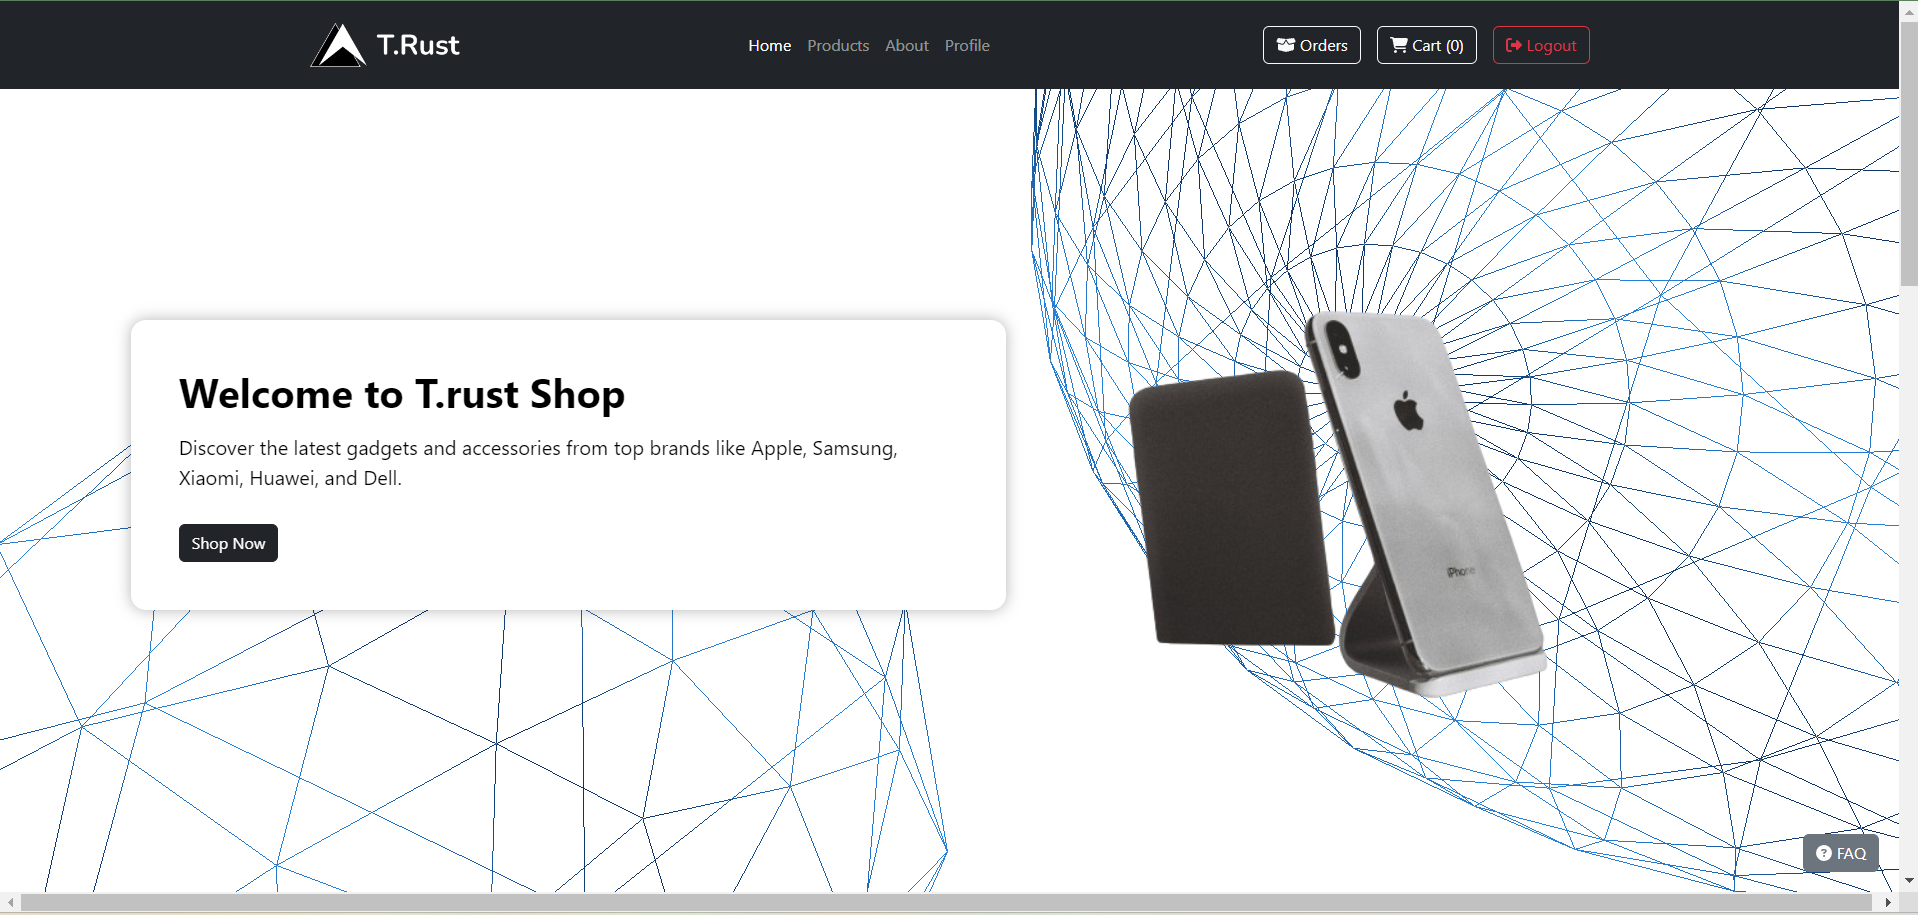 T.Rust
Home Products About Profile
Orders Cart (0) Logout
Welcome to T.rust Shop
Discover the latest gadgets and accessories from top brands like Apple, Samsung,
Xiaomi, Huawei, and Dell.
Shop Now
iPhone
FAQ